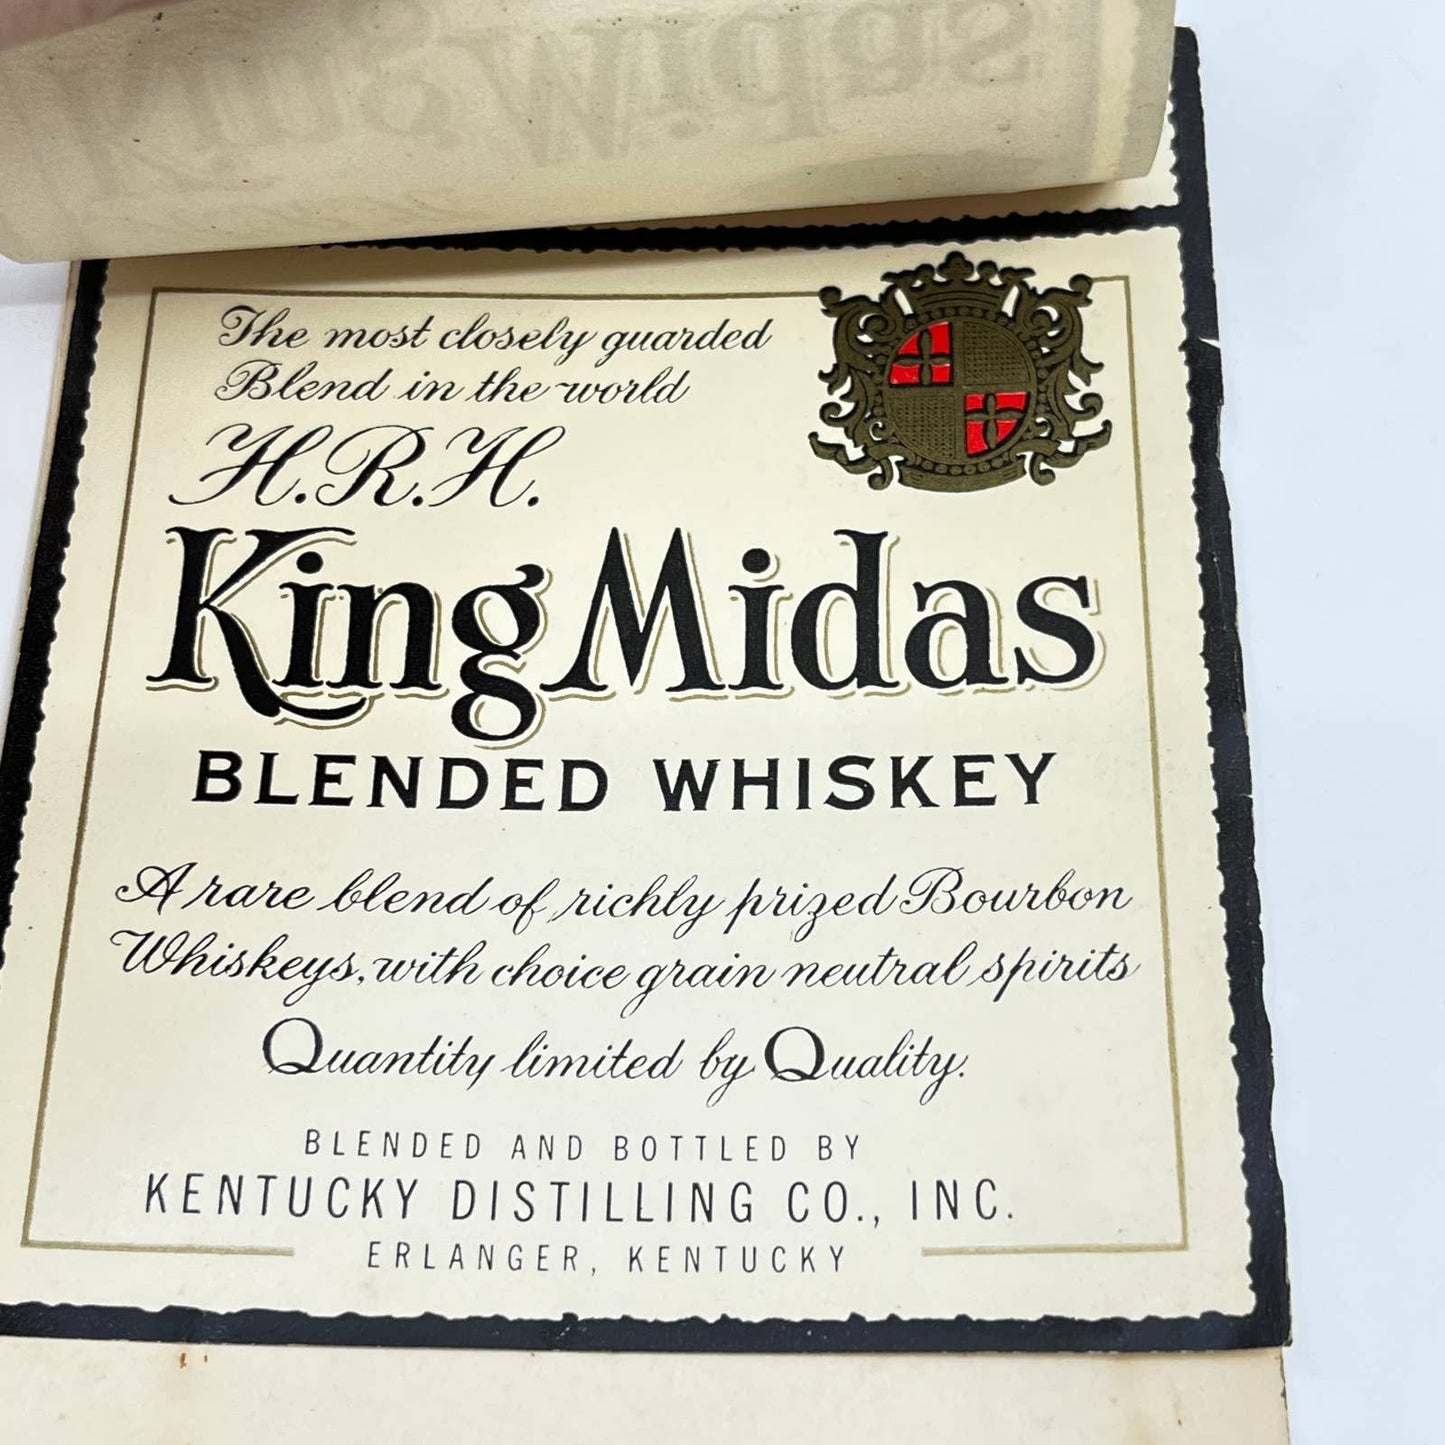 King Midas
The most closely guarded
Blend in the world
H.R.H.
King Midas
BLENDED WHISKEY
A rare blend of richly prized Bourbon
Whiskeys, with choice grain neutral spirits
Quantity limited by Quality.
BLENDED AND BOTTLED BY
KENTUCKY DISTILLING CO., INC.
ERLANGER, KENTUCKY